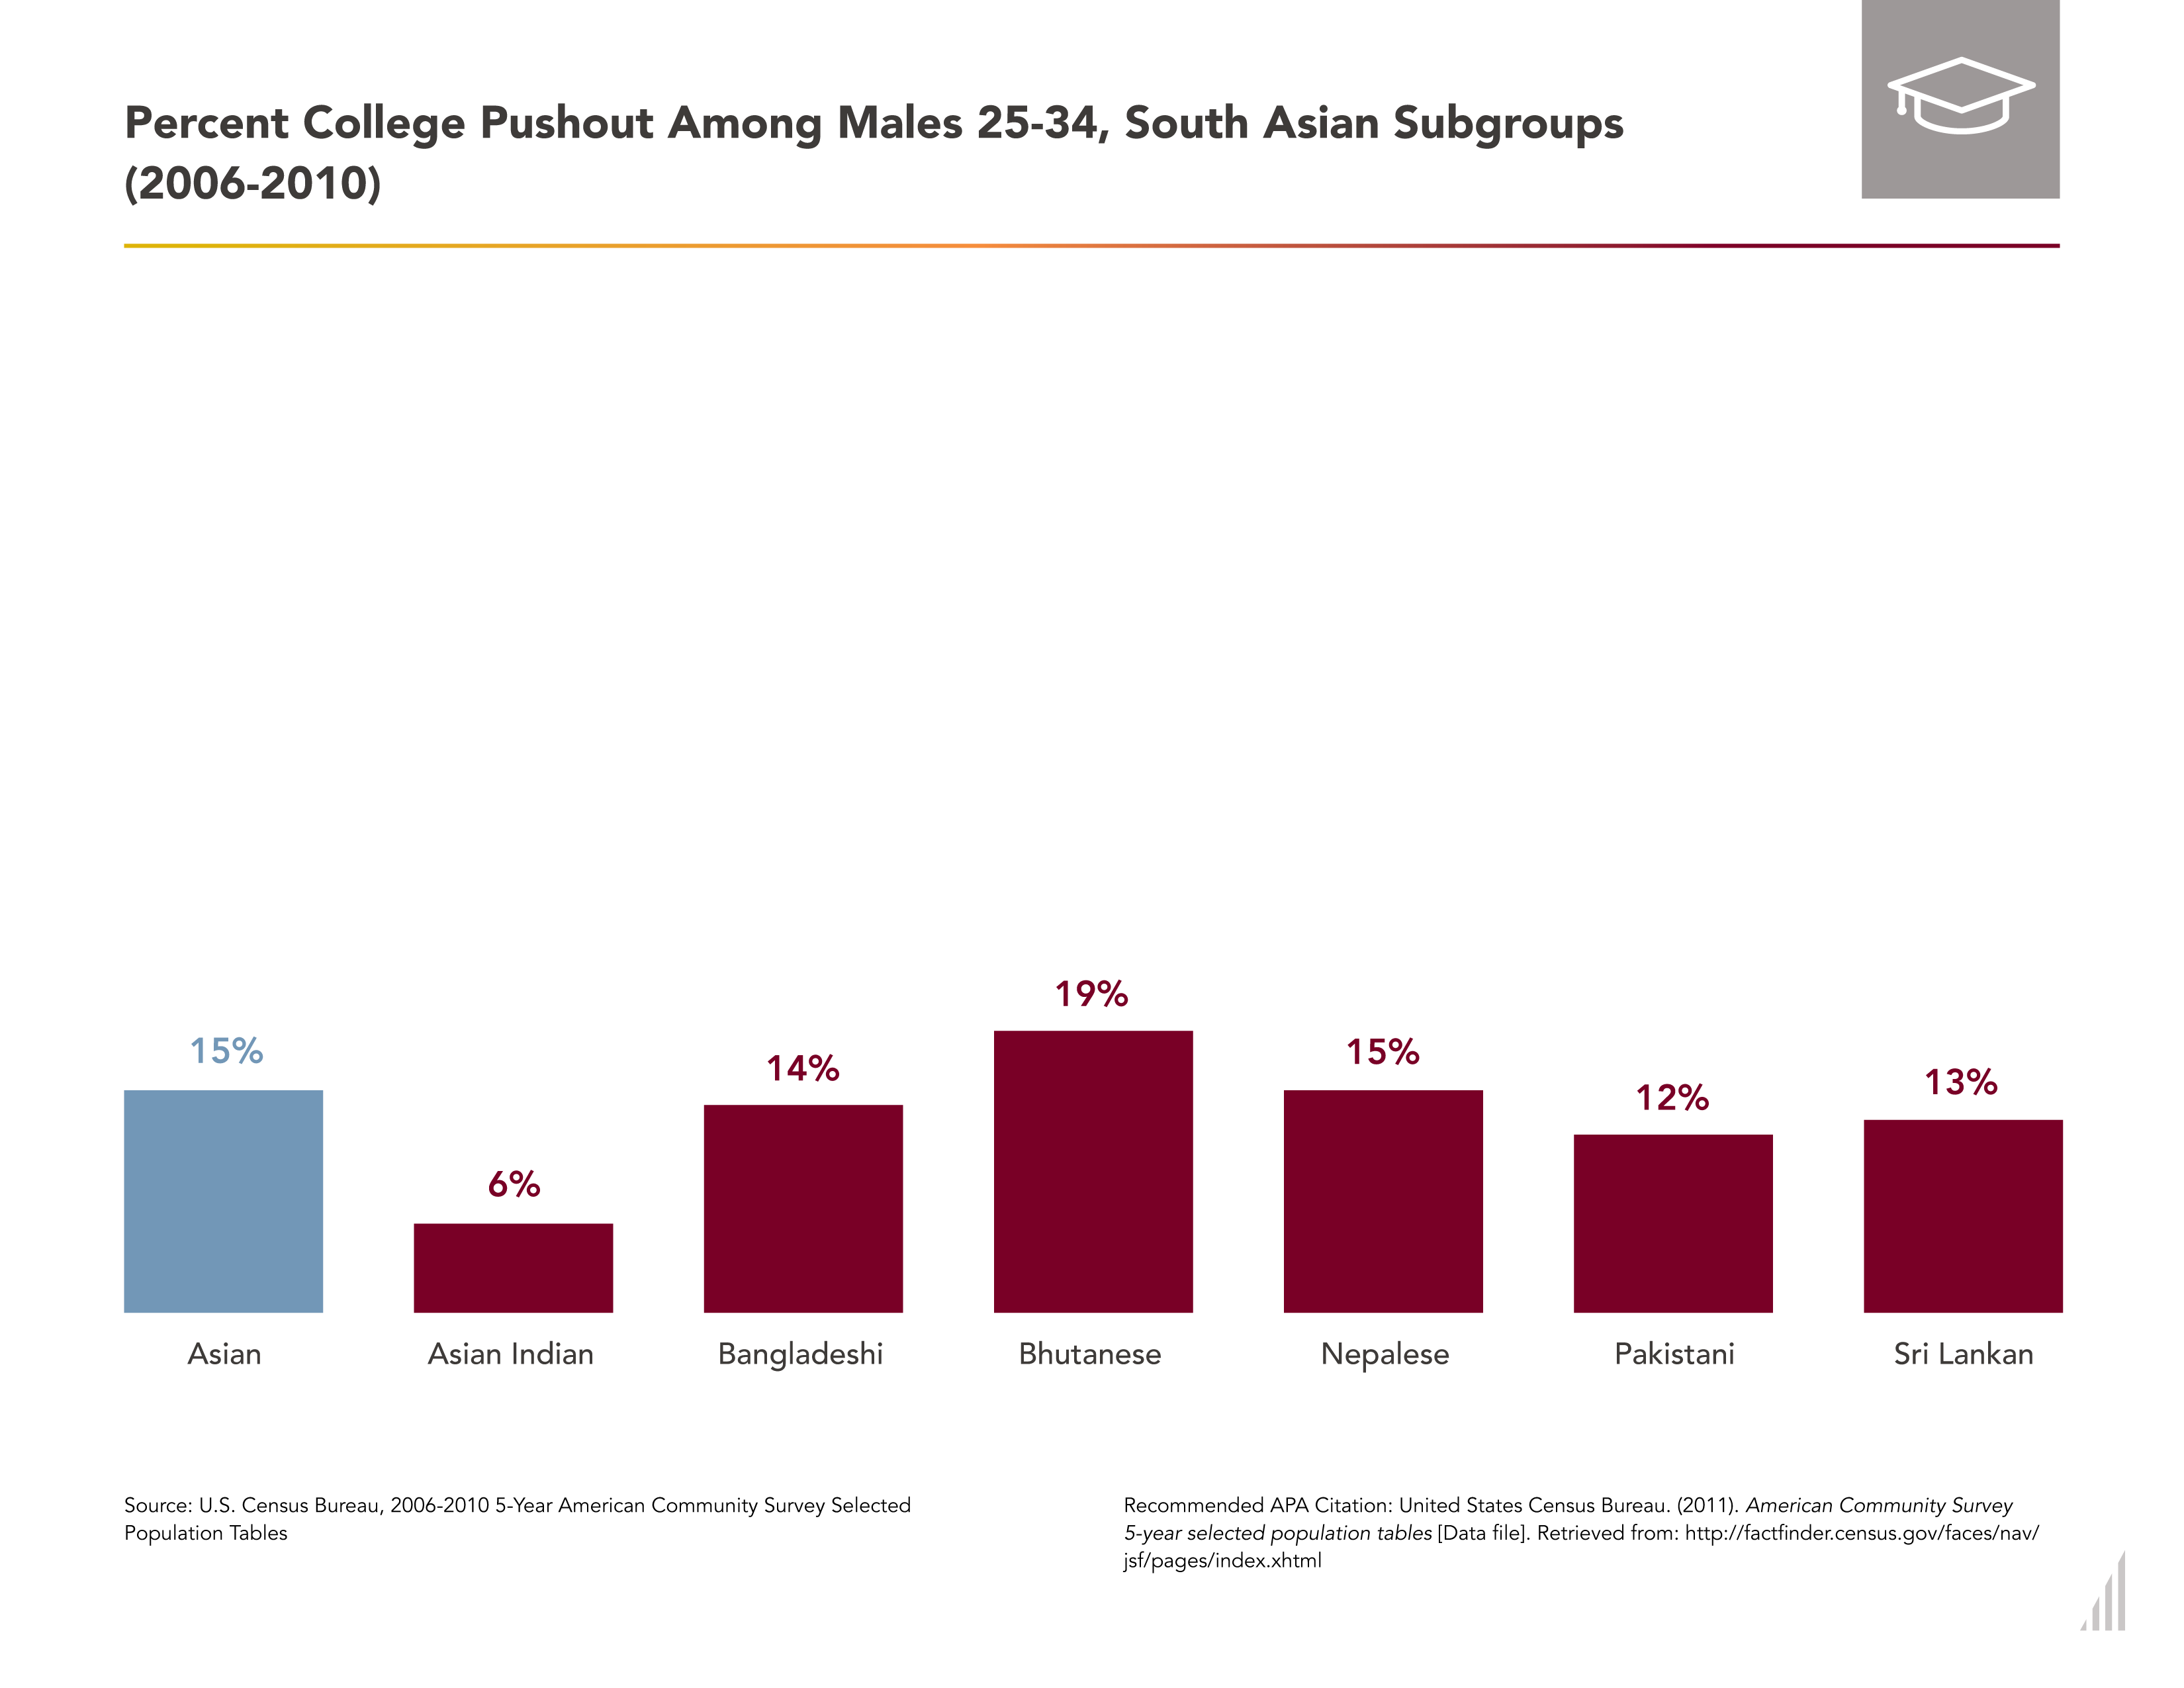 Percent College Pushout Among Males 25-34, South Asian Subgroups
(2006-2010)
15%
6%
14%
19%
15%
12%
13%
Asian
Asian Indian
Bangladeshi
Bhutanese
Nepalese
Pakistani
Sri Lankan
Source: U.S. Census Bureau, 2006-2010 5-Year American Community Survey Selected
Population Tables
Recommended APA Citation: United States Census Bureau. (2011). American Community Survey
5-year selected population tables [Data file]. Retrieved from: http://factfinder.census.gov/faces/nav/
jsf/pages/index.xhtml